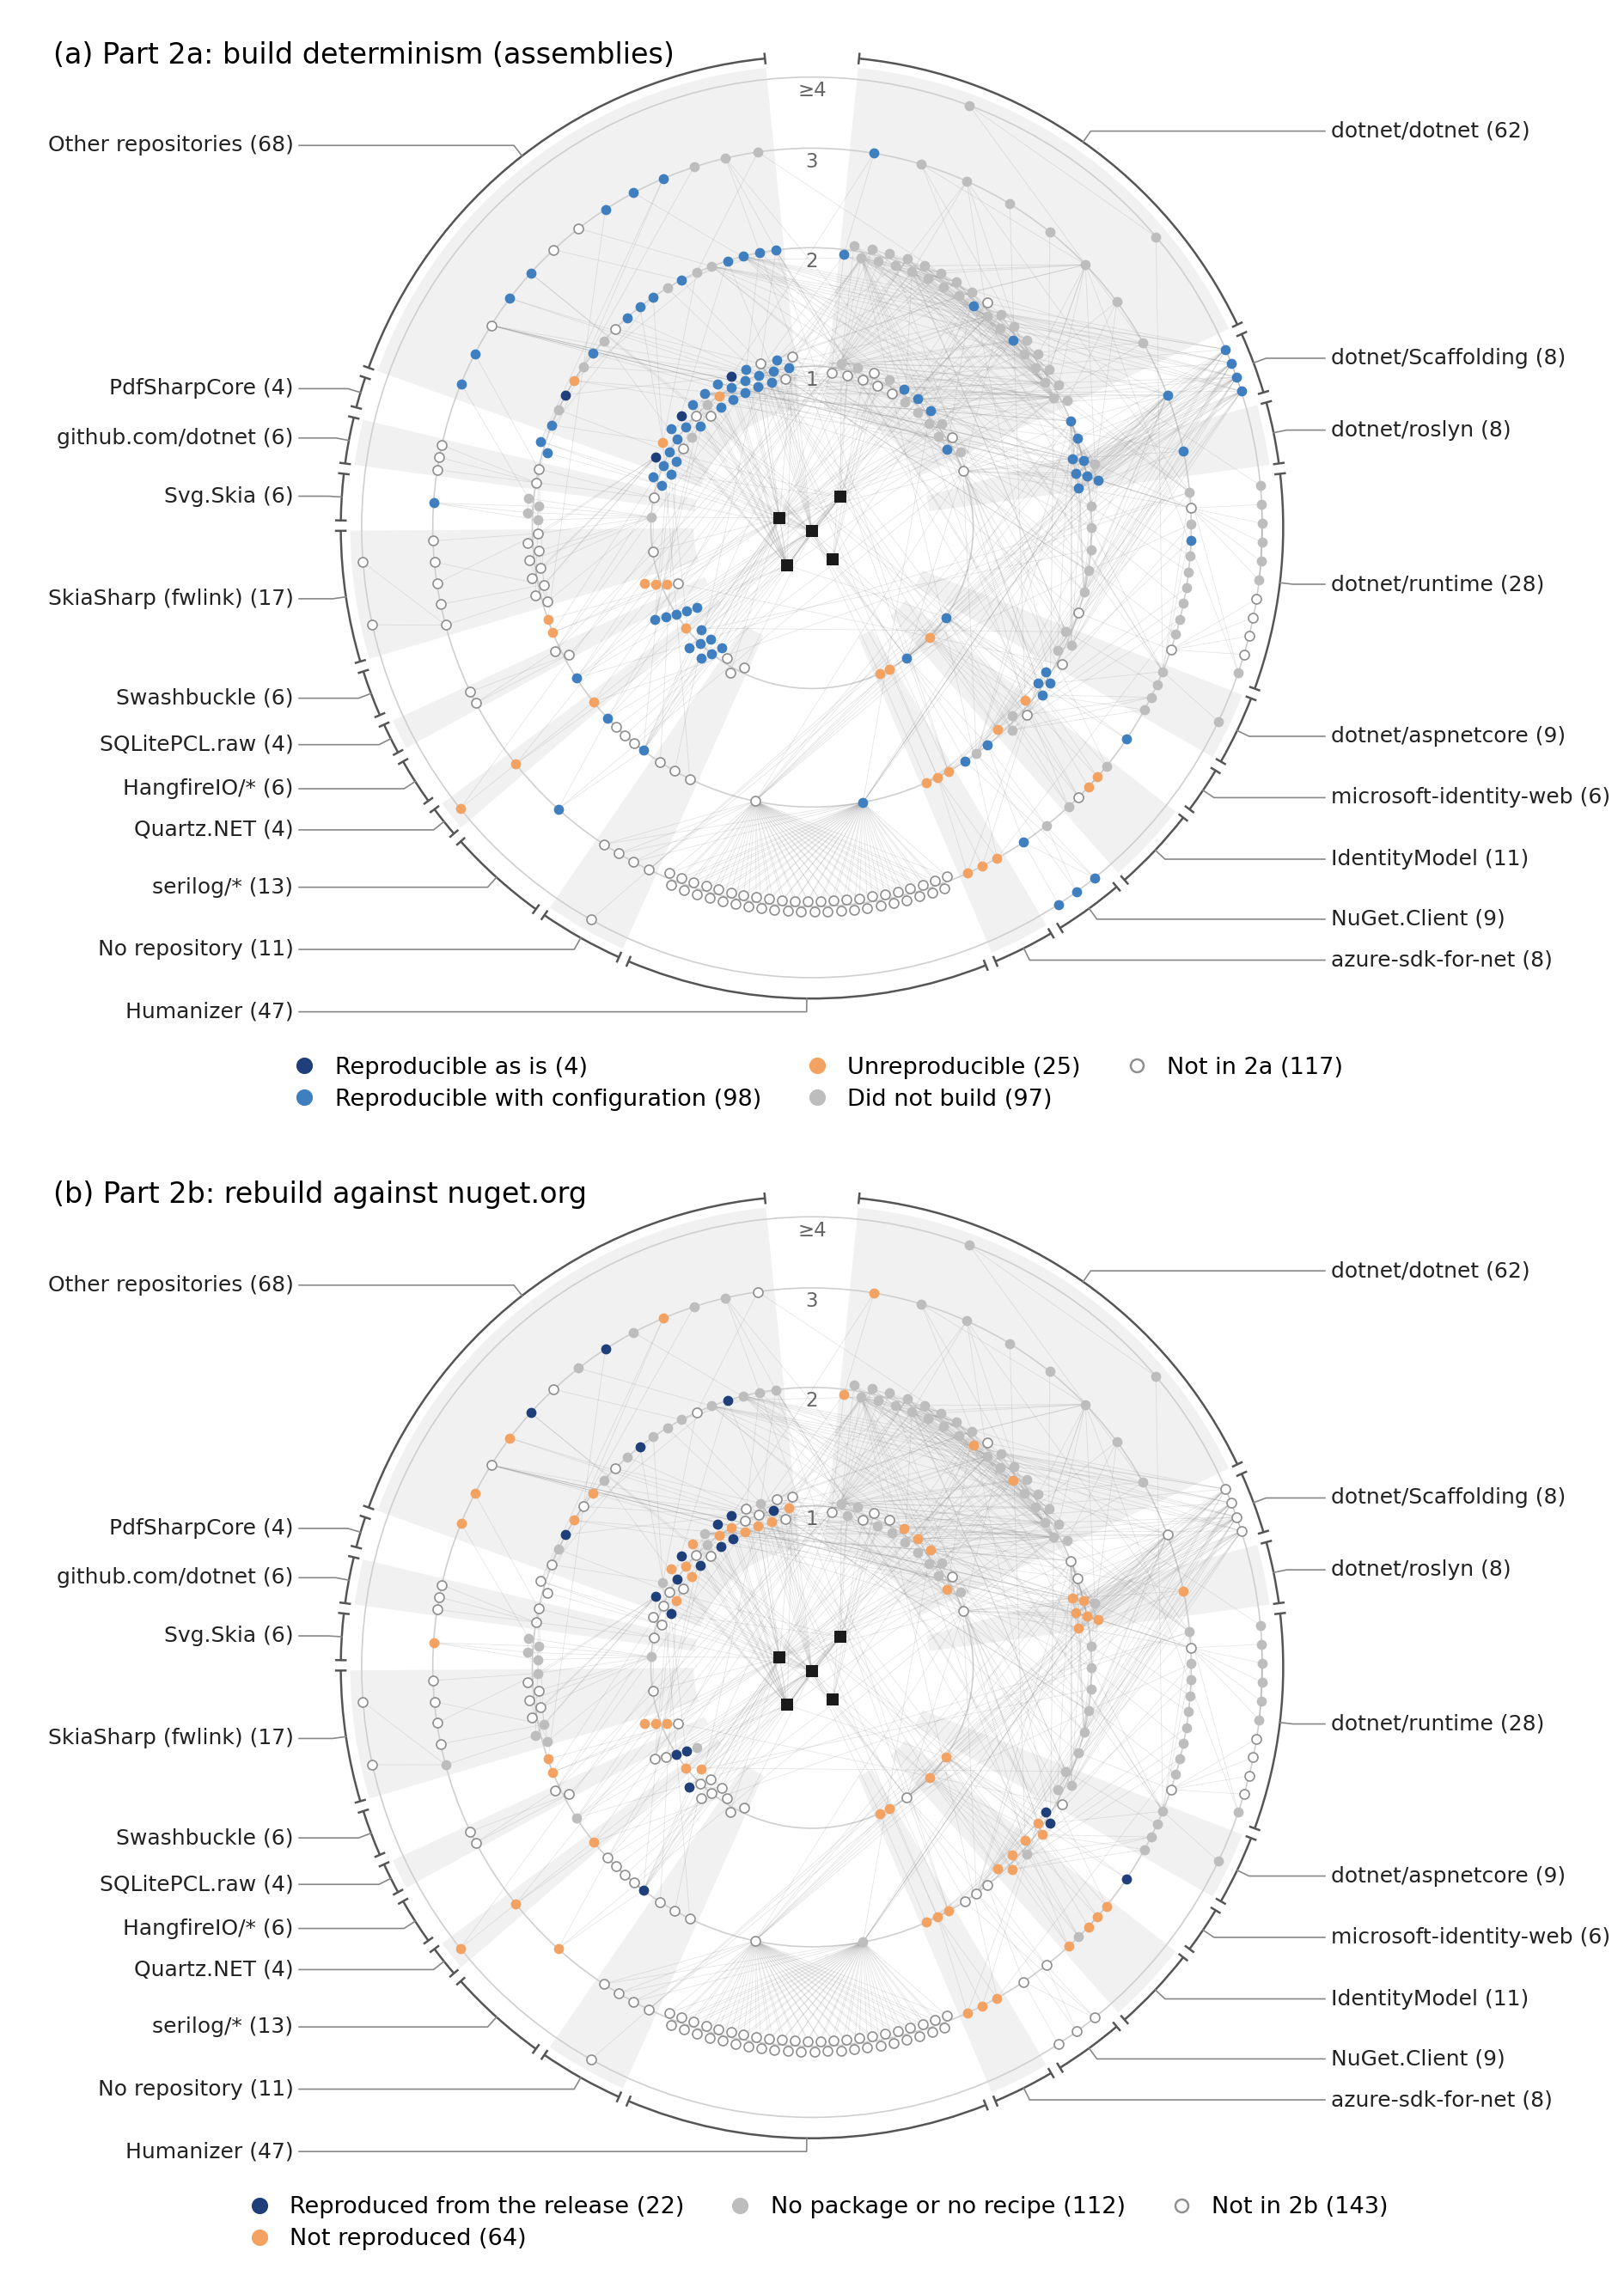 (a) Part 2a: build determinism (assemblies)
≥4
3
2
1
Other repositories (68)
PdfSharpCore (4)
github.com/dotnet (6)
Svg.Skia (6)
SkiaSharp (fwlink) (17)
Swashbuckle (6)
SQLitePCL.raw (4)
HangfireIO/* (6)
Quartz.NET (4)
serilog/* (13)
No repository (11)
Humanizer (47)
dotnet/dotnet (62)
dotnet/Scaffolding (8)
dotnet/roslyn (8)
dotnet/runtime (28)
dotnet/aspnetcore (9)
microsoft-identity-web (6)
IdentityModel (11)
NuGet.Client (9)
azure-sdk-for-net (8)
Reproducible as is (4)
Reproducible with configuration (98)
Unreproducible (25)
Did not build (97)
Not in 2a (117)
(b) Part 2b: rebuild against nuget.org
≥4
3
2
1
Other repositories (68)
PdfSharpCore (4)
github.com/dotnet (6)
Svg.Skia (6)
SkiaSharp (fwlink) (17)
Swashbuckle (6)
SQLitePCL.raw (4)
HangfireIO/* (6)
Quartz.NET (4)
serilog/* (13)
No repository (11)
Humanizer (47)
dotnet/dotnet (62)
dotnet/Scaffolding (8)
dotnet/roslyn (8)
dotnet/runtime (28)
dotnet/aspnetcore (9)
microsoft-identity-web (6)
IdentityModel (11)
NuGet.Client (9)
azure-sdk-for-net (8)
Reproduced from the release (22)
Not reproduced (64)
No package or no recipe (112)
Not in 2b (143)